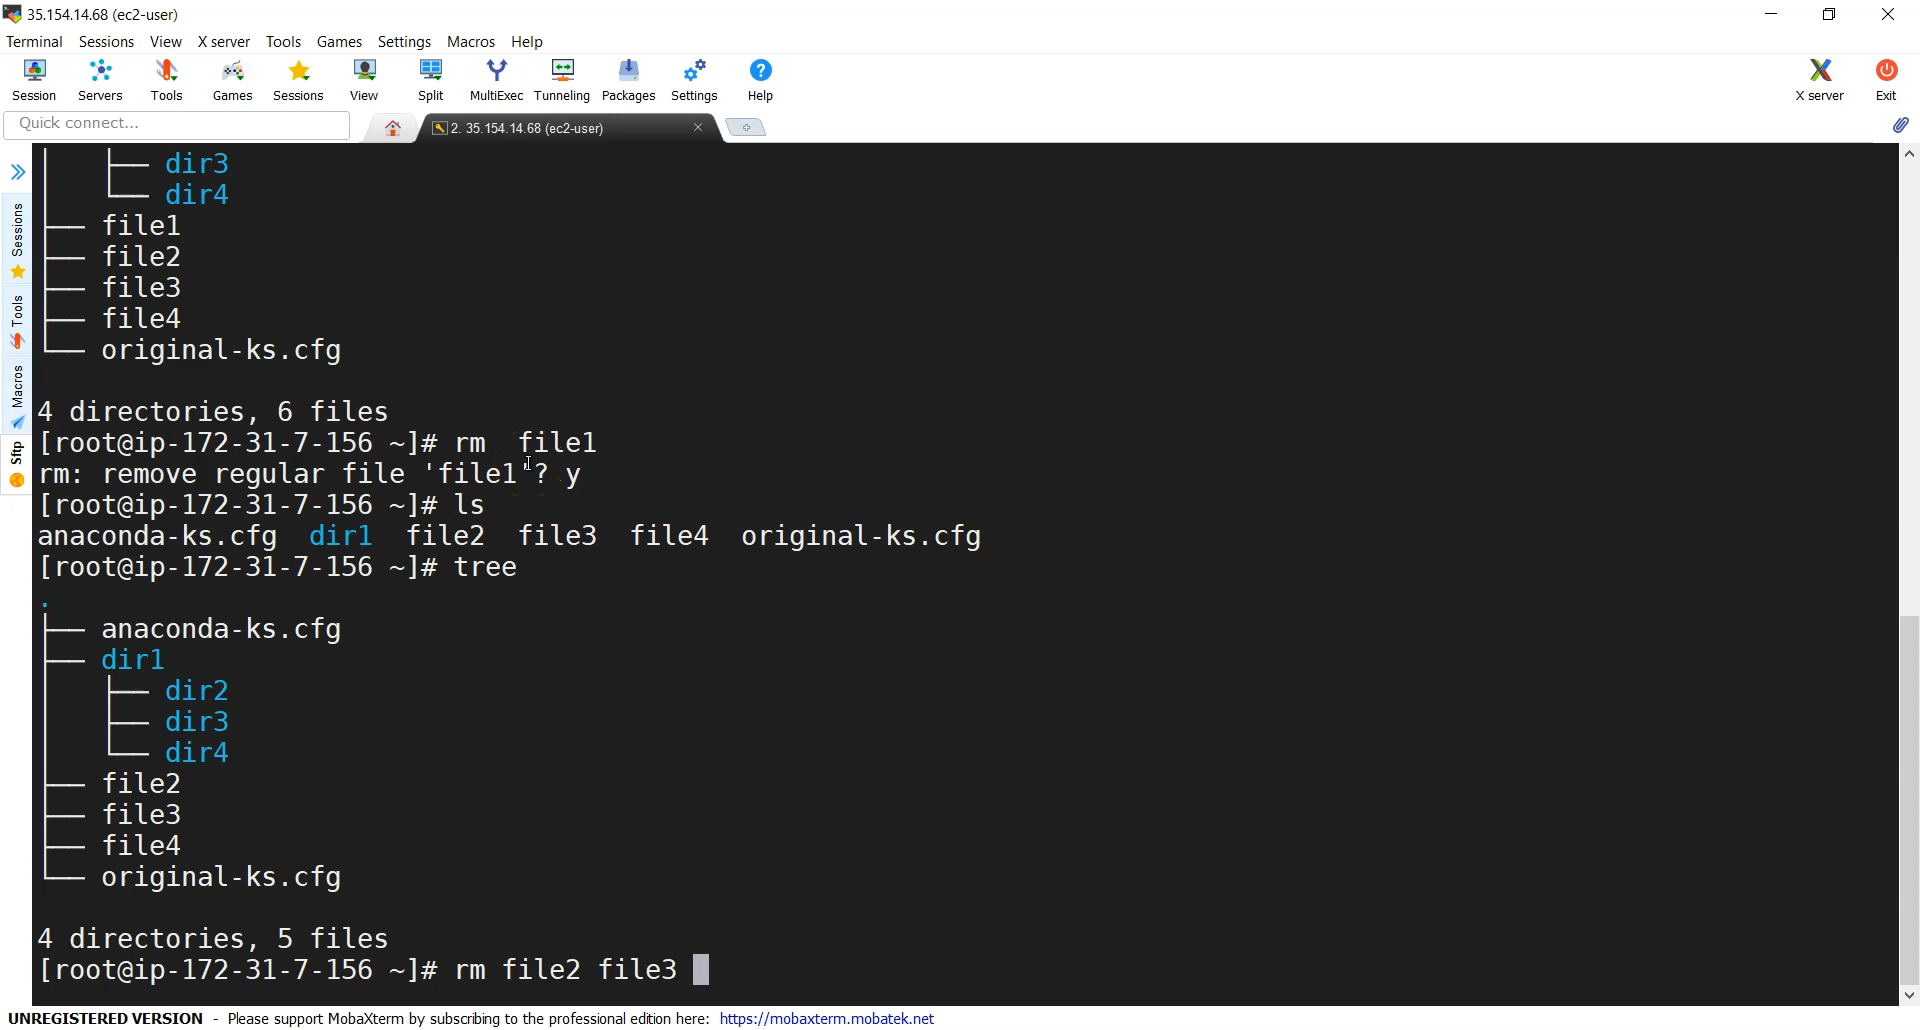 35.154.14.68 (ec2-user)
Terminal Sessions View X server Tools Games Settings Macros Help
Session Servers Tools Games Sessions View Split MultiExec Tunneling Packages Settings Help X server Exit
Quick connect...
2. 35.154.14.68 (ec2-user)
Sessions
Tools
Macros
Sftp
│   ├── dir3
│   └── dir4
├── file1
├── file2
├── file3
├── file4
└── original-ks.cfg
4 directories, 6 files
[root@ip-172-31-7-156 ~]# rm  file1
rm: remove regular file 'file1'? y
[root@ip-172-31-7-156 ~]# ls
anaconda-ks.cfg  dir1  file2  file3  file4  original-ks.cfg
[root@ip-172-31-7-156 ~]# tree
.
├── anaconda-ks.cfg
├── dir1
│   ├── dir2
│   ├── dir3
│   └── dir4
├── file2
├── file3
├── file4
└── original-ks.cfg
4 directories, 5 files
[root@ip-172-31-7-156 ~]# rm file2 file3
UNREGISTERED VERSION - Please support MobaXterm by subscribing to the professional edition here: https://mobaxterm.mobatek.net